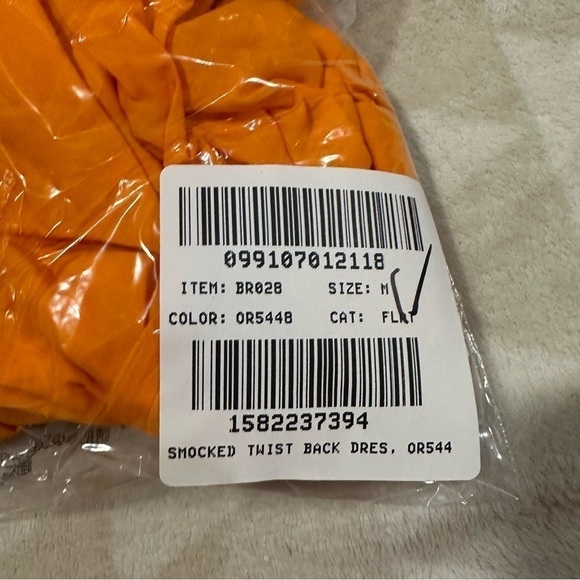 099107012118
ITEM: BR028 SIZE: M
COLOR: OR5448 CAT: FLAT
1582237394
SMOCKED TWIST BACK DRES, OR544